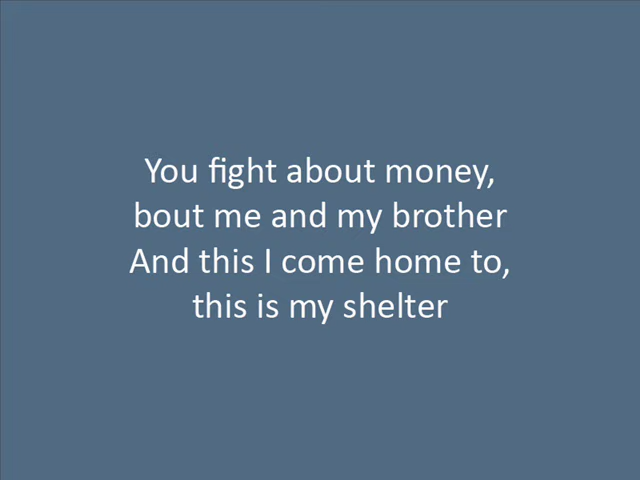 You fight about money,
bout me and my brother
And this I come home to,
this is my shelter